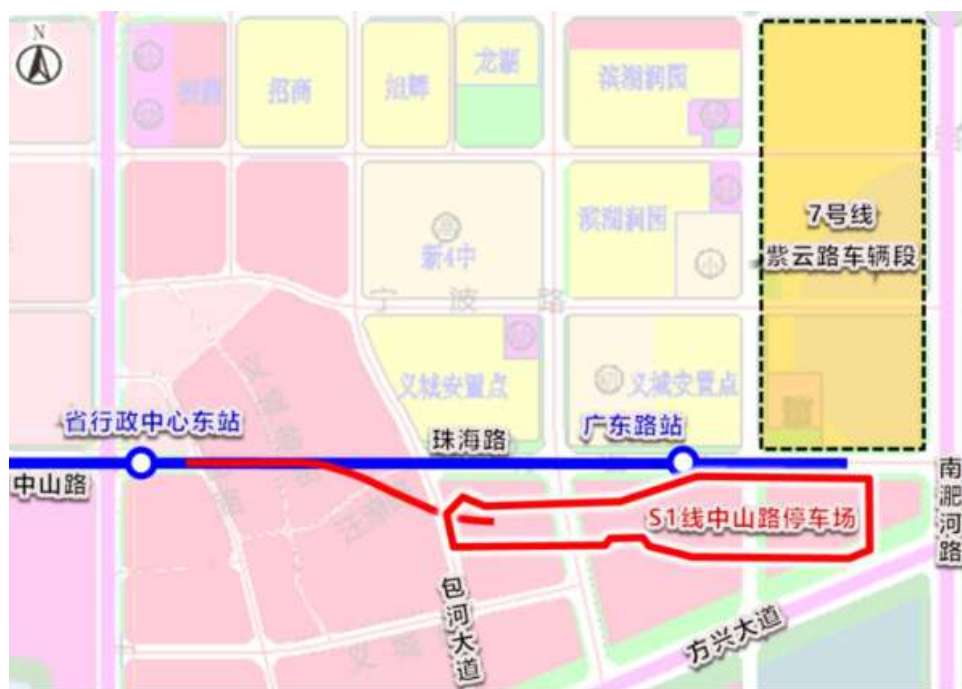 N
龙湖
滨湖润园
招商
旭辉
7号线
紫云路车辆段
滨湖润园
新4中
宁波路
义城安置点
义城安置点
省行政中心东站
珠海路
广东路站
中山路
南淝河路
S1线中山路停车场
包河大道
方兴大道